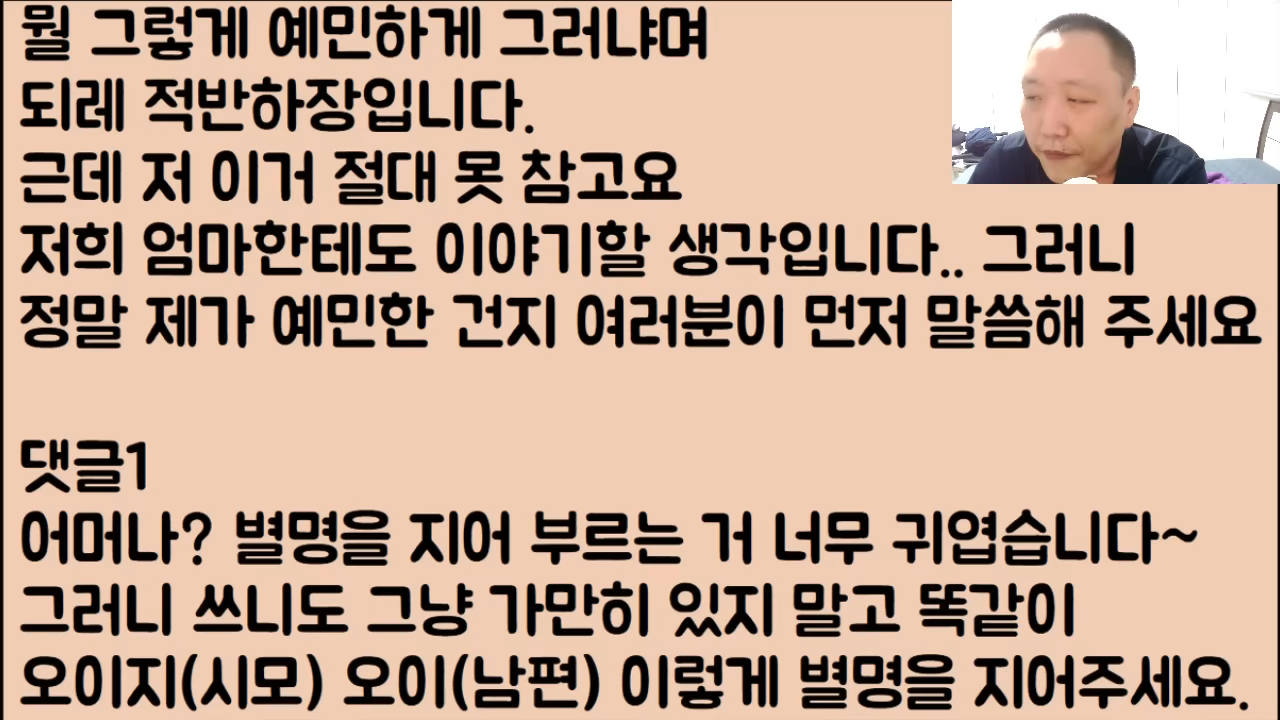 뭘 그렇게 예민하게 그러냐며
되레 적반하장입니다.
근데 저 이거 절대 못 참고요
저희 엄마한테도 이야기할 생각입니다.. 그러니
정말 제가 예민한 건지 여러분이 먼저 말씀해 주세요
댓글1
어머나? 별명을 지어 부르는 거 너무 귀엽습니다~
그러니 쓰니도 그냥 가만히 있지 말고 똑같이
오이지(시모) 오이(남편) 이렇게 별명을 지어주세요.